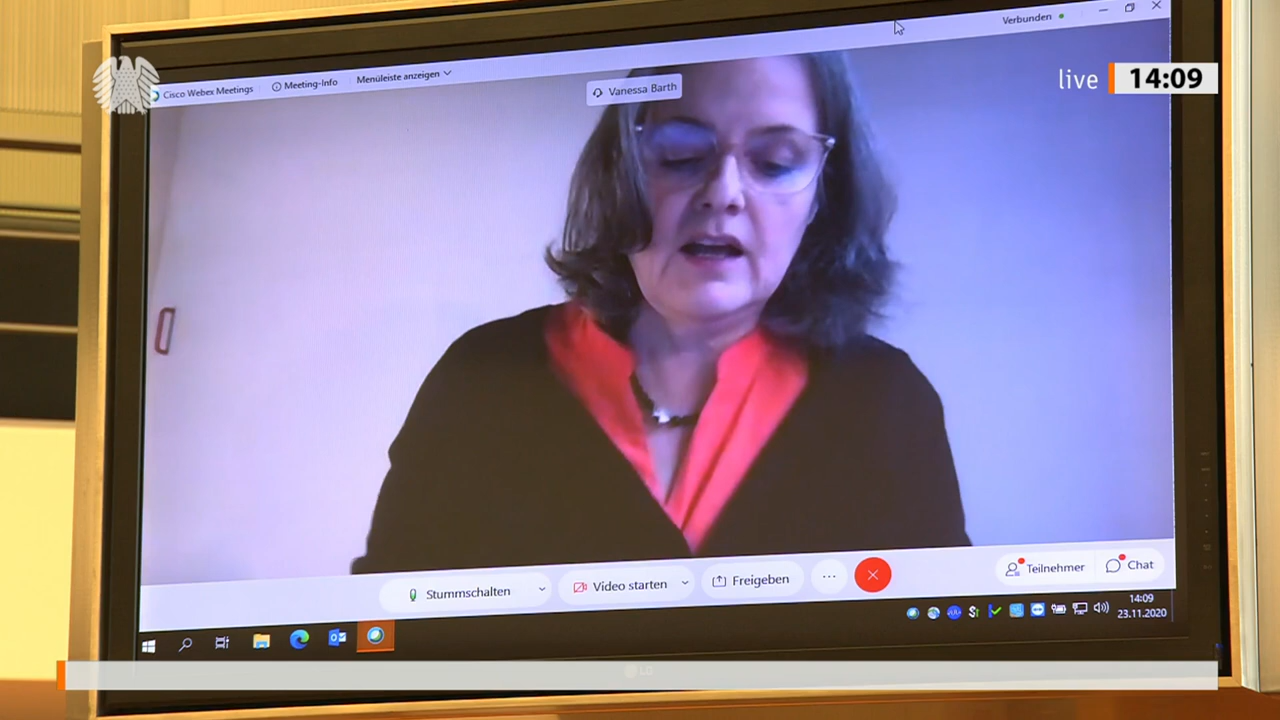 Verbunden
live 14:09
Cisco Webex Meetings Meeting-Info Menüleiste anzeigen
Vanessa Barth
Stummschalten Video starten Freigeben ... Teilnehmer Chat
14:09
23.11.2020
LG